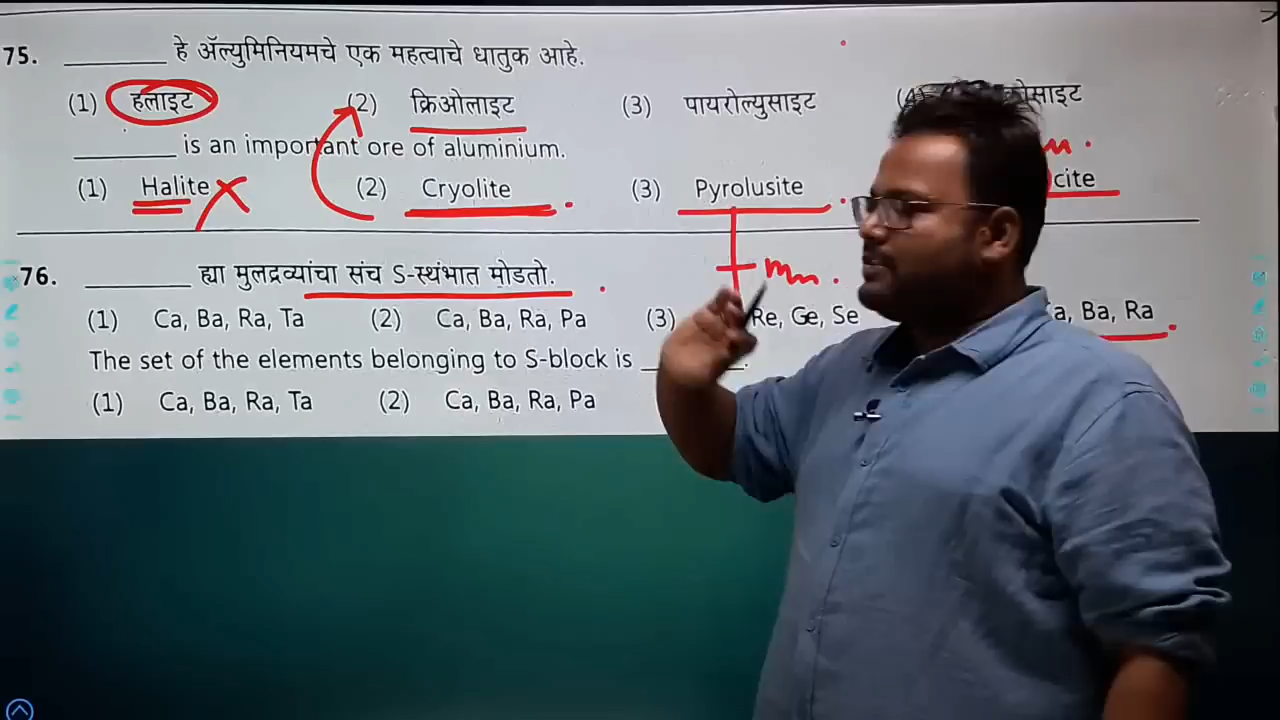 75. ________ हे ॲल्युमिनियमचे एक महत्वाचे धातुक आहे.
(1) हलाइट (2) क्रिओलाइट (3) पायरोल्युसाइट (4)
________ is an important ore of aluminium.
(1) Halite (2) Cryolite (3) Pyrolusite cite
76. ________ ह्या मुलद्रव्यांचा संच S-स्थंभात मोडतो.
Mn
(1) Ca, Ba, Ra, Ta (2) Ca, Ba, Ra, Pa (3) Re, Ge, Se Ba, Ra
The set of the elements belonging to S-block is ________.
(1) Ca, Ba, Ra, Ta (2) Ca, Ba, Ra, Pa